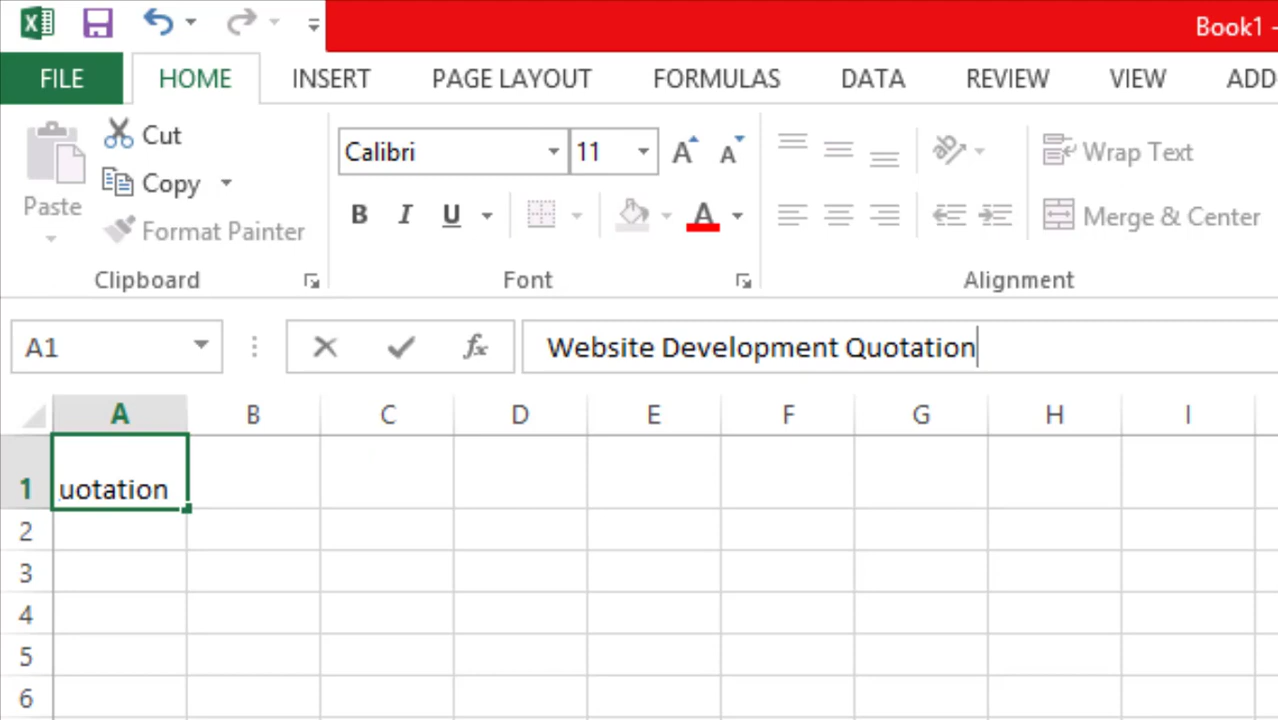 Book1 -
FILE HOME INSERT PAGE LAYOUT FORMULAS DATA REVIEW VIEW ADD
Cut
Copy
Paste
Format Painter
Clipboard
Calibri 11 A A
B I U A
Font
Wrap Text
Merge & Center
Alignment
A1 fx Website Development Quotation
A B C D E F G H I
1 uotation
2
3
4
5
6